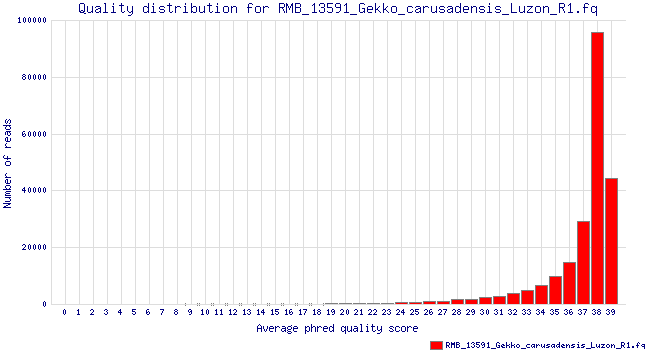 Quality distribution for RMB_13591_Gekko_carusadensis_Luzon_R1.fq
100000
80000
60000
40000
20000
0
Number of reads
0 1 2 3 4 5 6 7 8 9 10 11 12 13 14 15 16 17 18 19 20 21 22 23 24 25 26 27 28 29 30 31 32 33 34 35 36 37 38 39
Average phred quality score
RMB_13591_Gekko_carusadensis_Luzon_R1.fq